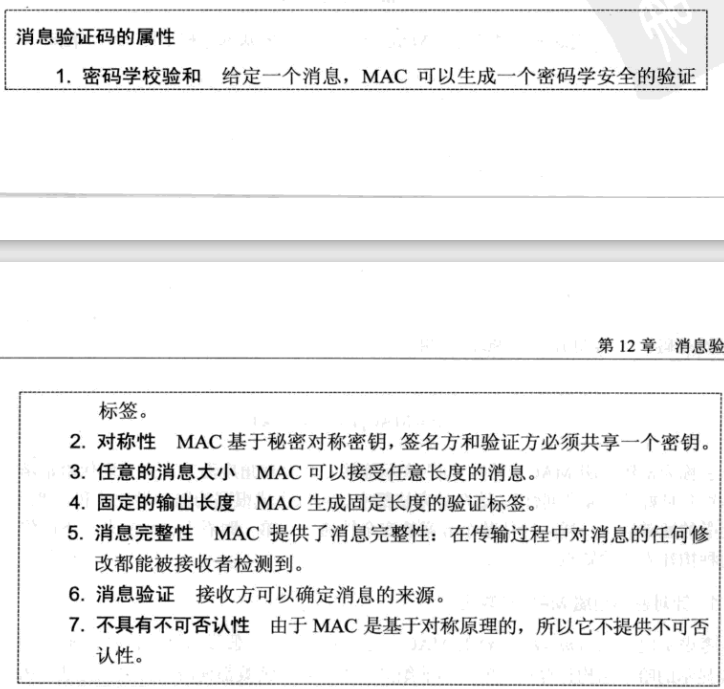 消息验证码的属性
1. 密码学校验和 给定一个消息，MAC 可以生成一个密码学安全的验证
第 12 章 消息验
标签。
2. 对称性 MAC 基于秘密对称密钥，签名方和验证方必须共享一个密钥。
3. 任意的消息大小 MAC 可以接受任意长度的消息。
4. 固定的输出长度 MAC 生成固定长度的验证标签。
5. 消息完整性 MAC 提供了消息完整性：在传输过程中对消息的任何修
改都能被接收者检测到。
6. 消息验证 接收方可以确定消息的来源。
7. 不具有不可否认性 由于 MAC 是基于对称原理的，所以它不提供不可否
认性。